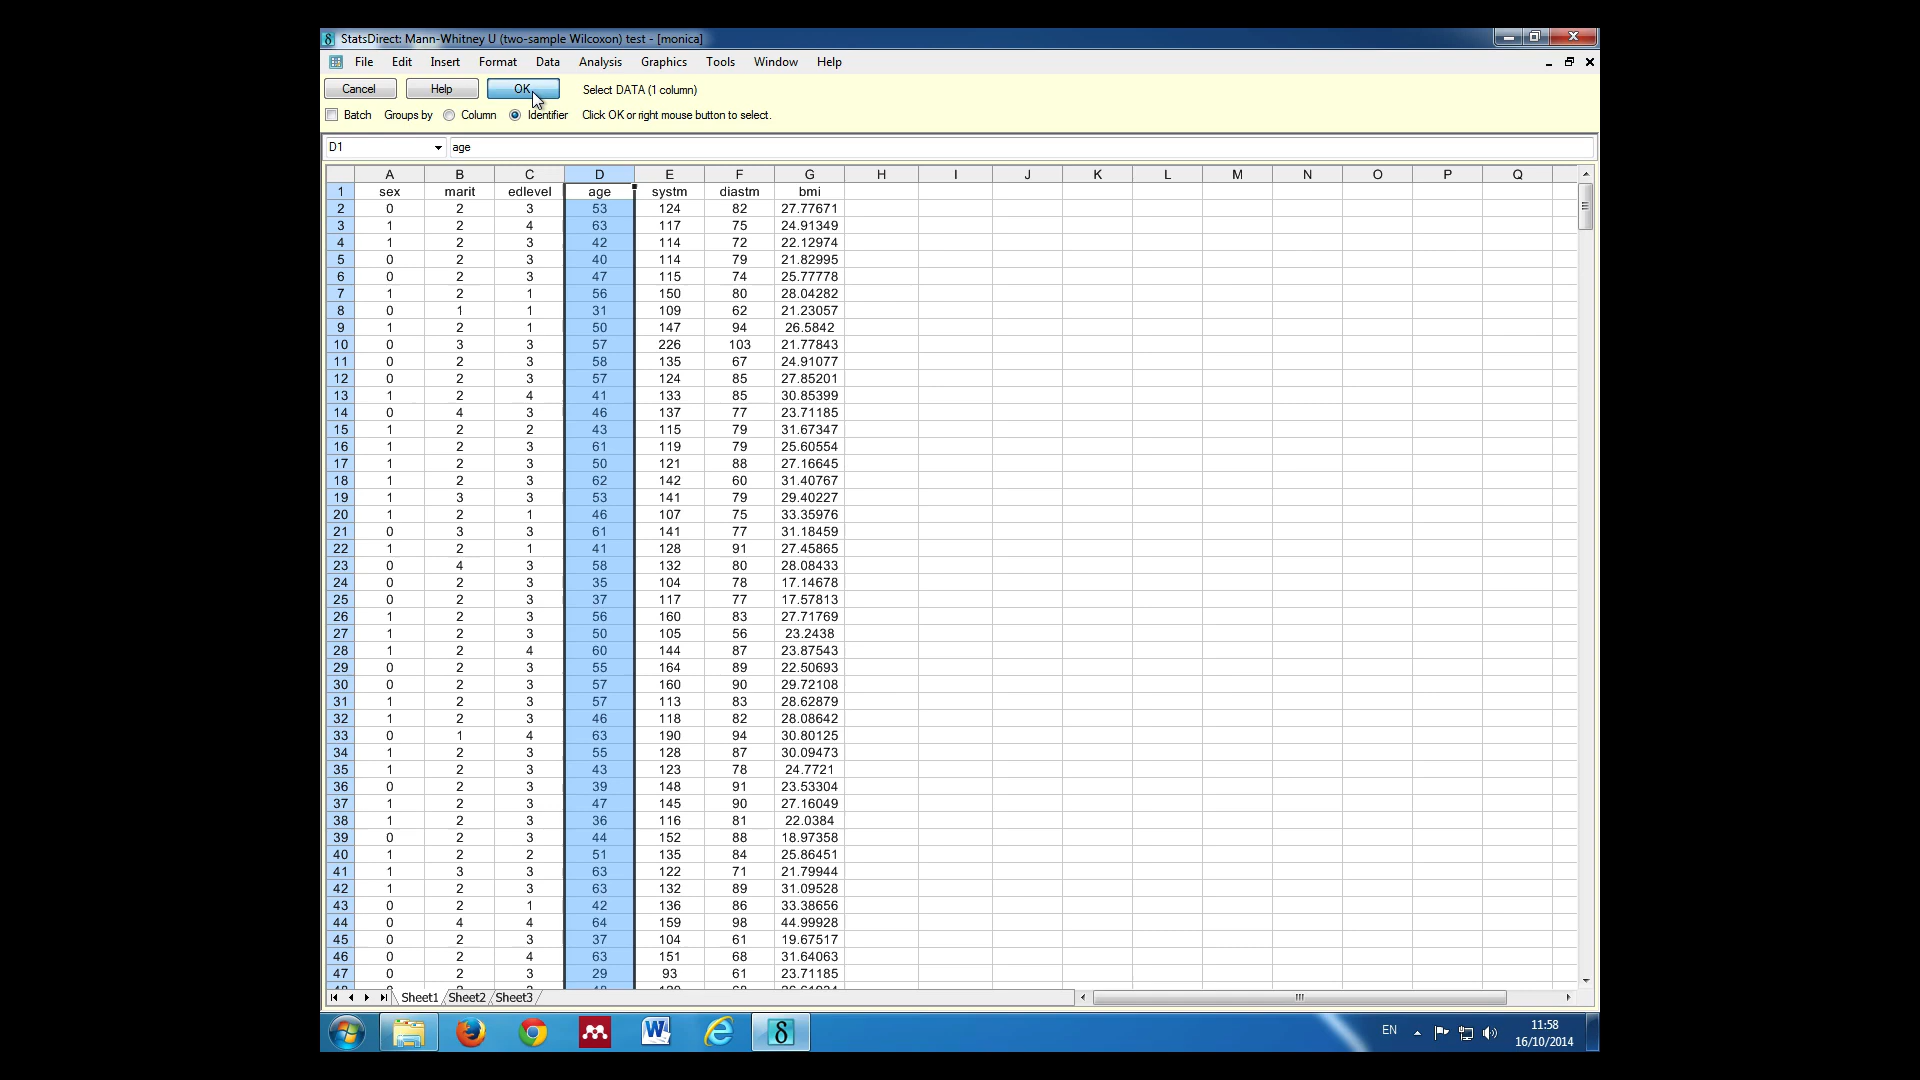 StatsDirect: Mann-Whitney U (two-sample Wilcoxon) test - [monica]
File Edit Insert Format Data Analysis Graphics Tools Window Help
Cancel Help OK Select DATA (1 column)
Batch Groups by Column Identifier Click OK or right mouse button to select.
D1 age
A B C D E F G H I J K L M N O P Q
1 sex marit edlevel age systm diastm bmi
2 0 2 3 53 124 82 27.77671
3 1 2 4 63 117 75 24.91349
4 1 2 3 42 114 72 22.12974
5 0 2 3 40 114 79 21.82995
6 0 2 3 47 115 74 25.77778
7 1 2 1 56 150 80 28.04282
8 0 1 1 31 109 62 21.23057
9 1 2 1 50 147 94 26.5842
10 0 3 3 57 226 103 21.77843
11 0 2 3 58 135 67 24.91077
12 0 2 3 57 124 85 27.85201
13 1 2 4 41 133 85 30.85399
14 0 4 3 46 137 77 23.71185
15 1 2 2 43 115 79 31.67347
16 1 2 3 61 119 79 25.60554
17 1 2 3 50 121 88 27.16645
18 1 2 3 62 142 60 31.40767
19 1 3 3 53 141 79 29.40227
20 1 2 1 46 107 75 33.35976
21 0 3 3 61 141 77 31.18459
22 1 2 1 41 128 91 27.45865
23 0 4 3 58 132 80 28.08433
24 0 2 3 35 104 78 17.14678
25 0 2 3 37 117 77 17.57813
26 1 2 3 56 160 83 27.71769
27 1 2 3 50 105 56 23.2438
28 1 2 4 60 144 87 23.87543
29 0 2 3 55 164 89 22.50693
30 0 2 3 57 160 90 29.72108
31 1 2 3 57 113 83 28.62879
32 1 2 3 46 118 82 28.08642
33 0 1 4 63 190 94 30.80125
34 1 2 3 55 128 87 30.09473
35 1 2 3 43 123 78 24.7721
36 0 2 3 39 148 91 23.53304
37 1 2 3 47 145 90 27.16049
38 1 2 3 36 116 81 22.0384
39 0 2 3 44 152 88 18.97358
40 1 2 2 51 135 84 25.86451
41 1 3 3 63 122 71 21.79944
42 1 2 3 63 132 89 31.09528
43 0 2 1 42 136 86 33.38656
44 0 4 4 64 159 98 44.99928
45 0 2 3 37 104 61 19.67517
46 0 2 4 63 151 68 31.64063
47 0 2 3 29 93 61 23.71185
Sheet1 Sheet2 Sheet3
EN 11:58
16/10/2014